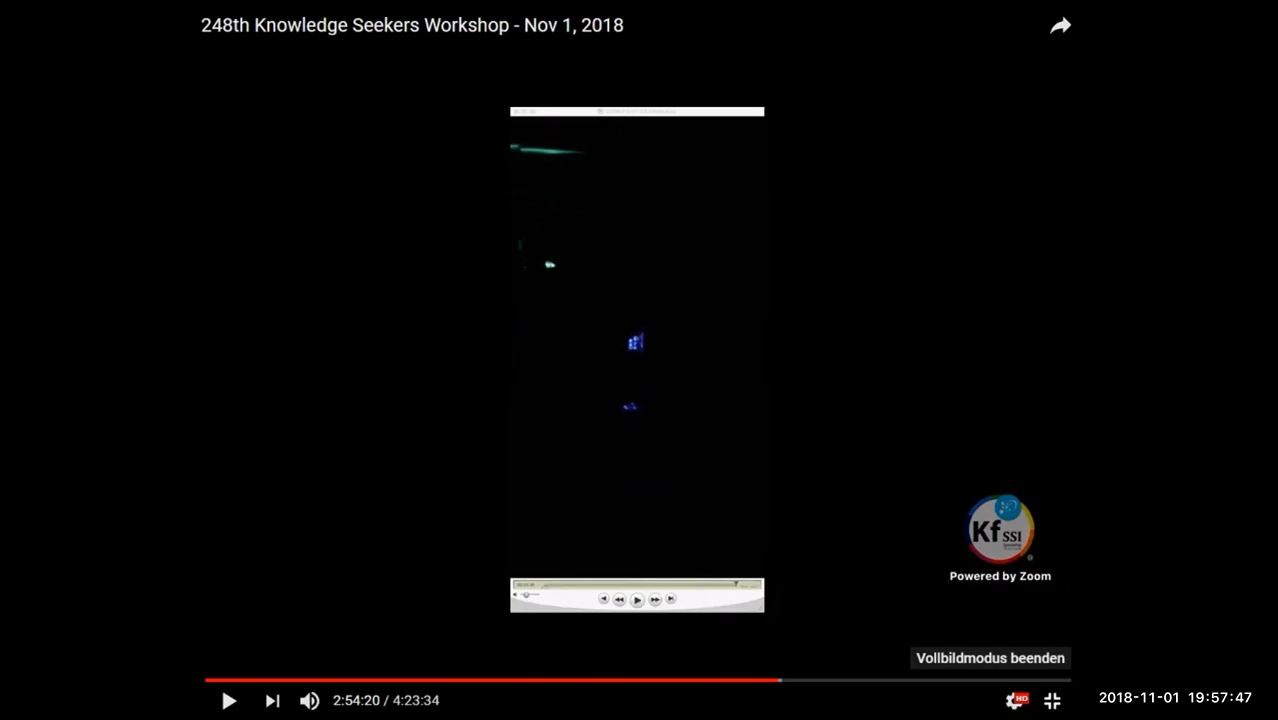 248th Knowledge Seekers Workshop - Nov 1, 2018
Kf SSI
Powered by Zoom
Vollbildmodus beenden
2:54:20 / 4:23:34
HD
2018-11-01 19:57:47